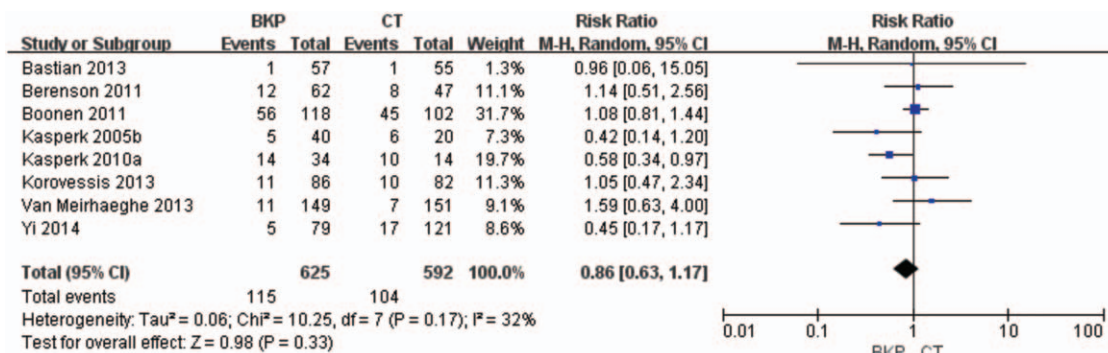 BKP CT Risk Ratio Risk Ratio
Study or Subgroup Events Total Events Total Weight M-H, Random, 95% CI M-H, Random, 95% CI
Bastian 2013 1 57 1 55 1.3% 0.96 [0.06, 15.05]
Berenson 2011 12 62 8 47 11.1% 1.14 [0.51, 2.56]
Boonen 2011 56 118 45 102 31.7% 1.08 [0.81, 1.44]
Kasperk 2005b 5 40 6 20 7.3% 0.42 [0.14, 1.20]
Kasperk 2010a 14 34 10 14 19.7% 0.58 [0.34, 0.97]
Korovessis 2013 11 86 10 82 11.3% 1.05 [0.47, 2.34]
Van Meirhaeghe 2013 11 149 7 151 9.1% 1.59 [0.63, 4.00]
Yi 2014 5 79 17 121 8.6% 0.45 [0.17, 1.17]
Total (95% CI) 625 592 100.0% 0.86 [0.63, 1.17]
Total events 115 104
Heterogeneity: Tau² = 0.06; Chi² = 10.25, df = 7 (P = 0.17); I² = 32%
Test for overall effect: Z = 0.98 (P = 0.33)
0.01 0.1 1 10 100
BKP CT